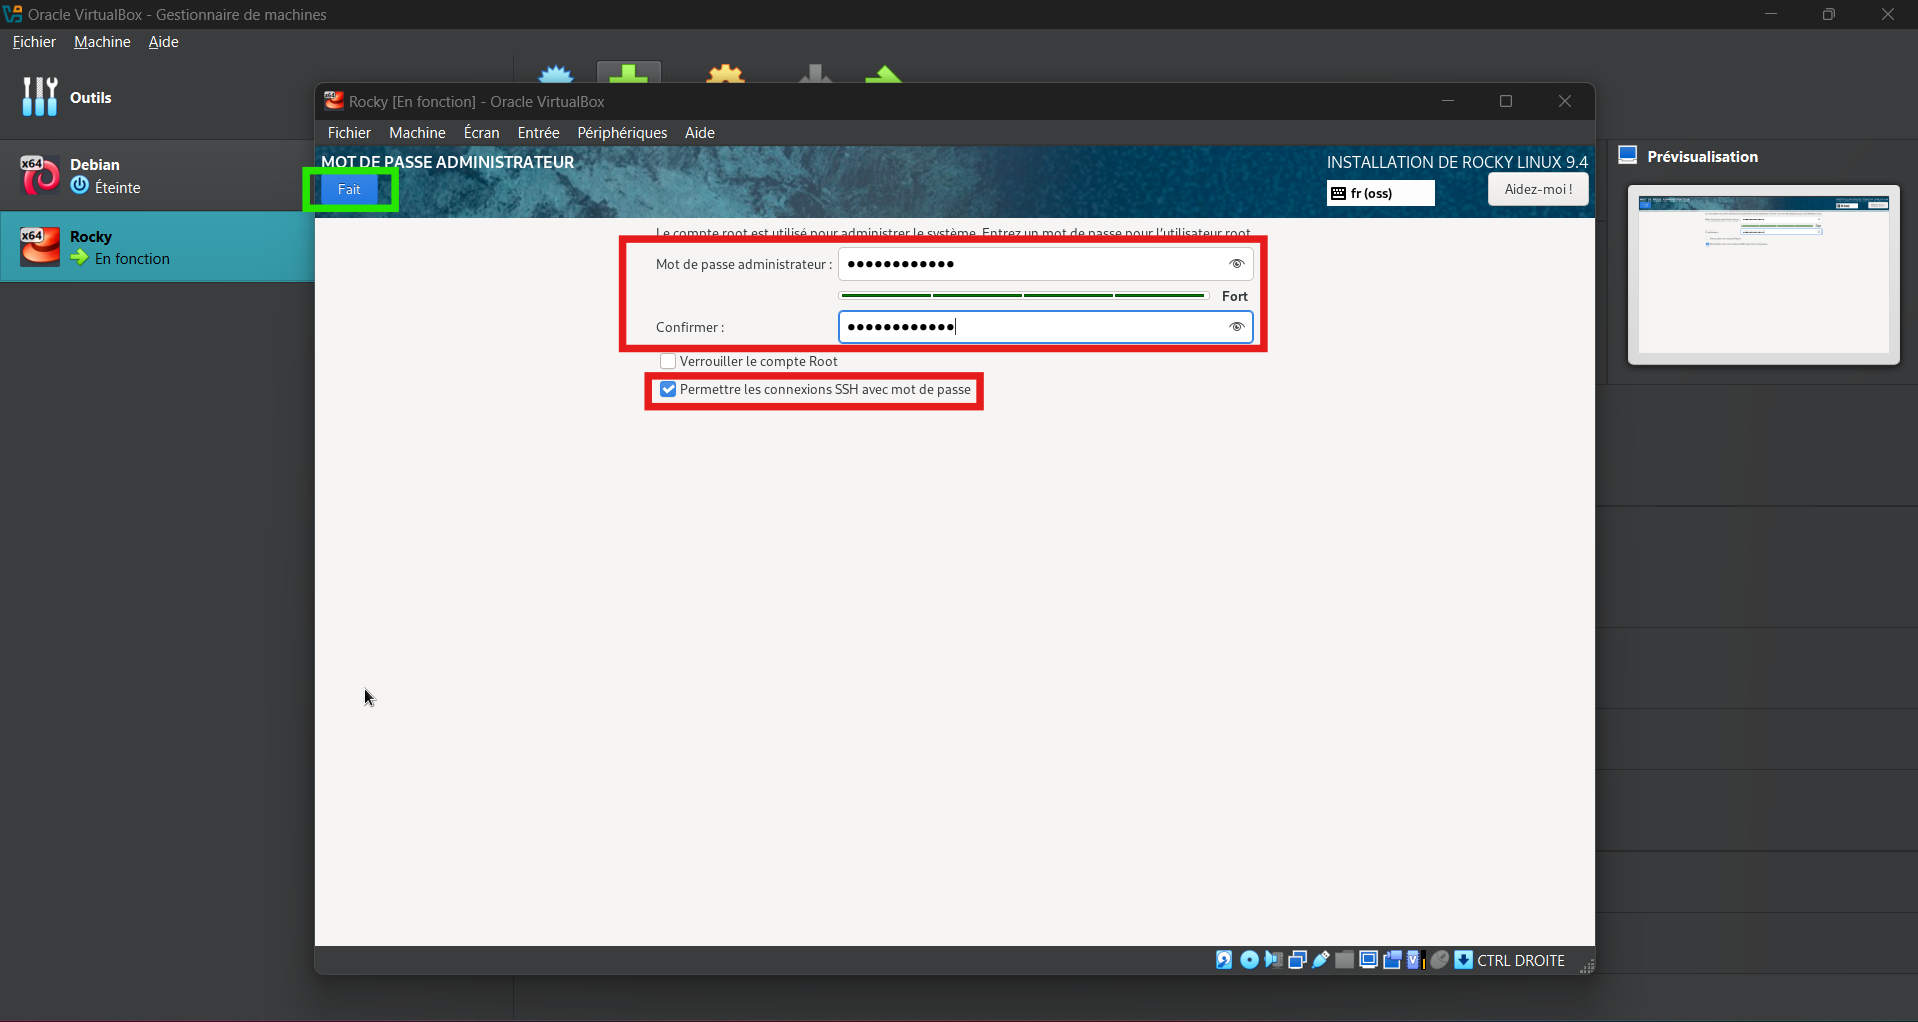 Oracle VirtualBox - Gestionnaire de machines
Fichier Machine Aide
Outils
x64 Debian
Éteinte
x64 Rocky
En fonction
x64 Rocky [En fonction] - Oracle VirtualBox
Fichier Machine Écran Entrée Périphériques Aide
MOT DE PASSE ADMINISTRATEUR
INSTALLATION DE ROCKY LINUX 9.4
Fait
fr (oss)
Aidez-moi !
Le compte root est utilisé pour administrer le système. Entrez un mot de passe pour l'utilisateur root.
Mot de passe administrateur : ●●●●●●●●●●●●
Fort
Confirmer : ●●●●●●●●●●●●
Verrouiller le compte Root
Permettre les connexions SSH avec mot de passe
Prévisualisation
CTRL DROITE